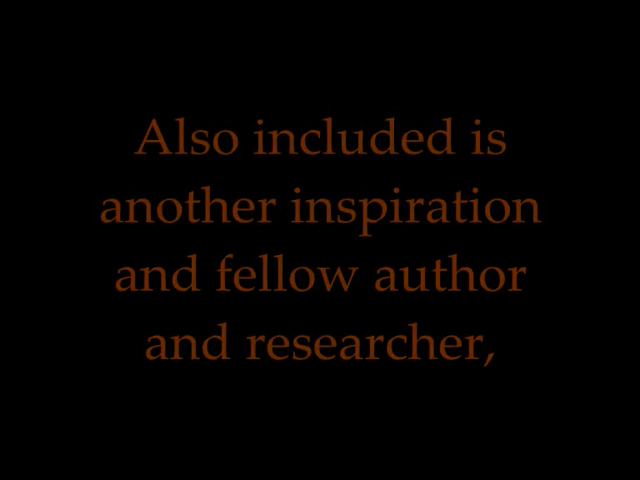 Also included is
another inspiration
and fellow author
and researcher,